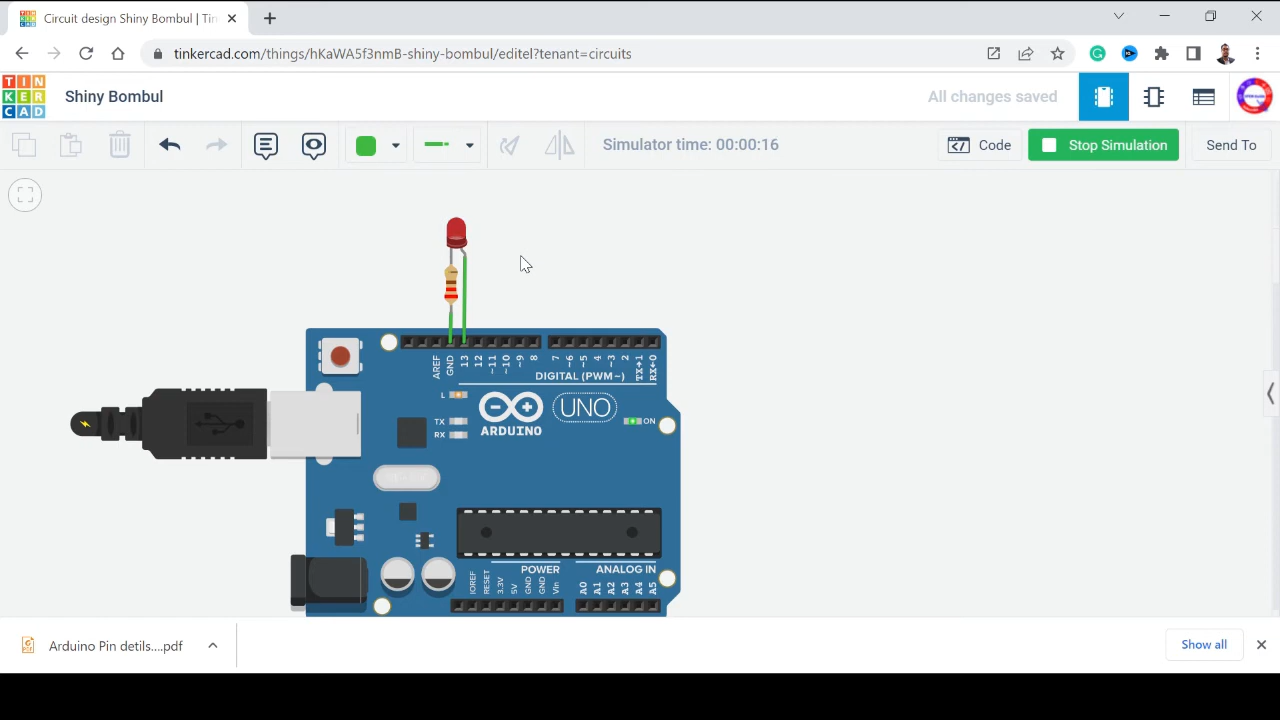 Circuit design Shiny Bombul | Tin
tinkercad.com/things/hKaWA5f3nmB-shiny-bombul/editel?tenant=circuits
TIN
KER
CAD
Shiny Bombul
All changes saved
Simulator time: 00:00:16
Code
Stop Simulation
Send To
AREF
GND
13
12
~11
~10
~9
8
7
~6
~5
4
~3
2
TX→1
RX←0
DIGITAL (PWM~)
L
TX
RX
ARDUINO
UNO
ON
POWER
ANALOG IN
IOREF
RESET
3.3V
5V
GND
GND
Vin
A0
A1
A2
A3
A4
A5
Arduino Pin detils....pdf
Show all